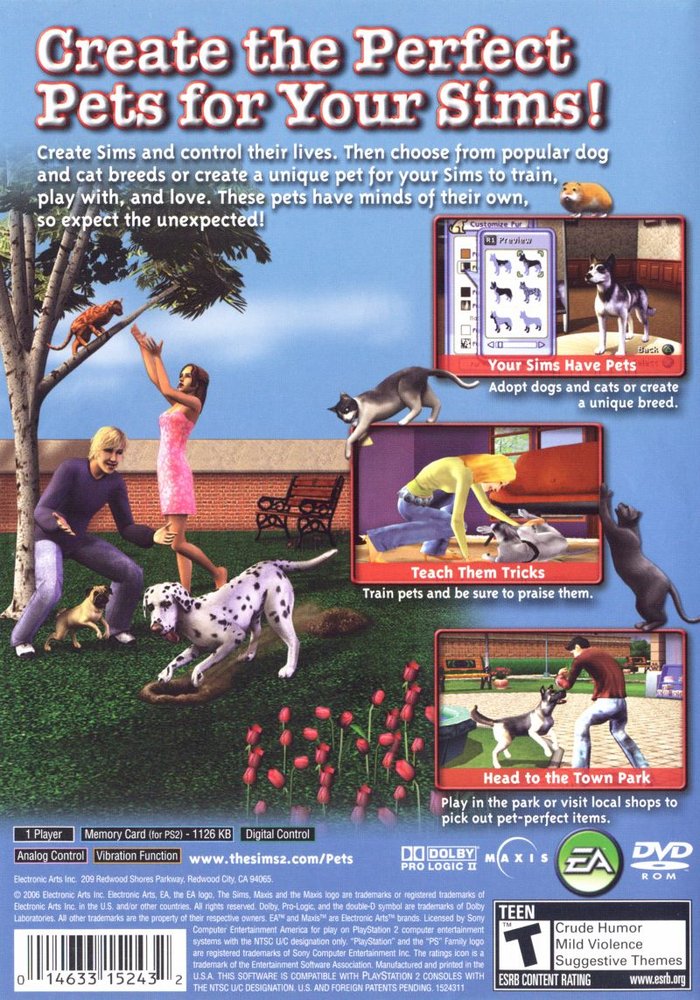 Create the Perfect
Pets for Your Sims!
Create Sims and control their lives. Then choose from popular dog
and cat breeds or create a unique pet for your Sims to train,
play with, and love. These pets have minds of their own,
so expect the unexpected!
Customize Fur
R1 Preview
Back
Your Sims Have Pets
Adopt dogs and cats or create
a unique breed.
Teach Them Tricks
Train pets and be sure to praise them.
Head to the Town Park
Play in the park or visit local shops to
pick out pet-perfect items.
1 Player
Memory Card (for PS2) - 1126 KB
Digital Control
Analog Control
Vibration Function
www.thesims2.com/Pets
DOLBY
PRO LOGIC II
MAXIS
EA
DVD
ROM
Electronic Arts Inc. 209 Redwood Shores Parkway, Redwood City, CA 94065.
© 2006 Electronic Arts Inc. Electronic Arts, EA, the EA logo, The Sims, Maxis and the Maxis logo are trademarks or registered trademarks of
Electronic Arts Inc. in the U.S. and/or other countries. All rights reserved. Dolby, Pro-Logic, and the double-D symbol are trademarks of Dolby
Laboratories. All other trademarks are the property of their respective owners. EA™ and Maxis™ are Electronic Arts™ brands. Licensed by Sony
Computer Entertainment America for play on PlayStation 2 computer entertainment
systems with the NTSC U/C designation only. "PlayStation" and the "PS" Family logo
are registered trademarks of Sony Computer Entertainment Inc. The ratings icon is a
trademark of the Entertainment Software Association. Manufactured and printed in the
U.S.A. THIS SOFTWARE IS COMPATIBLE WITH PLAYSTATION 2 CONSOLES WITH
THE NTSC U/C DESIGNATION. U.S. AND FOREIGN PATENTS PENDING. 1524311
0 14633 15243 2
TEEN
T
ESRB CONTENT RATING
Crude Humor
Mild Violence
Suggestive Themes
www.esrb.org